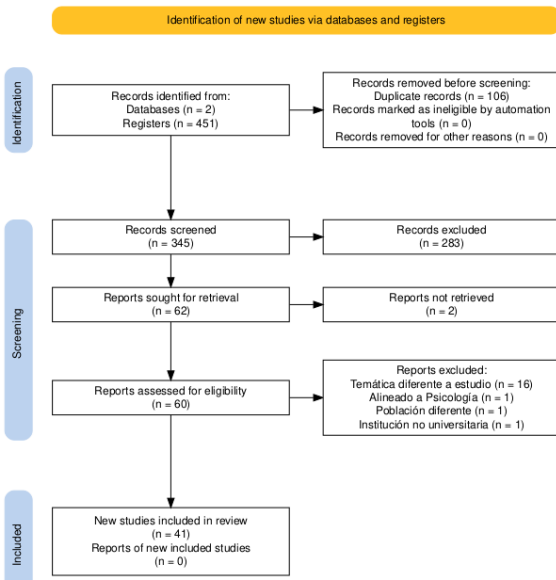 Identification of new studies via databases and registers
Identification
Records identified from:
Databases (n = 2)
Registers (n = 451)
Records removed before screening:
Duplicate records (n = 106)
Records marked as ineligible by automation
tools (n = 0)
Records removed for other reasons (n = 0)
Screening
Records screened
(n = 345)
Records excluded
(n = 283)
Reports sought for retrieval
(n = 62)
Reports not retrieved
(n = 2)
Reports assessed for eligibility
(n = 60)
Reports excluded:
Temática diferente a estudio (n = 16)
Alineado a Psicología (n = 1)
Población diferente (n = 1)
Institución no universitaria (n = 1)
Included
New studies included in review
(n = 41)
Reports of new included studies
(n = 0)